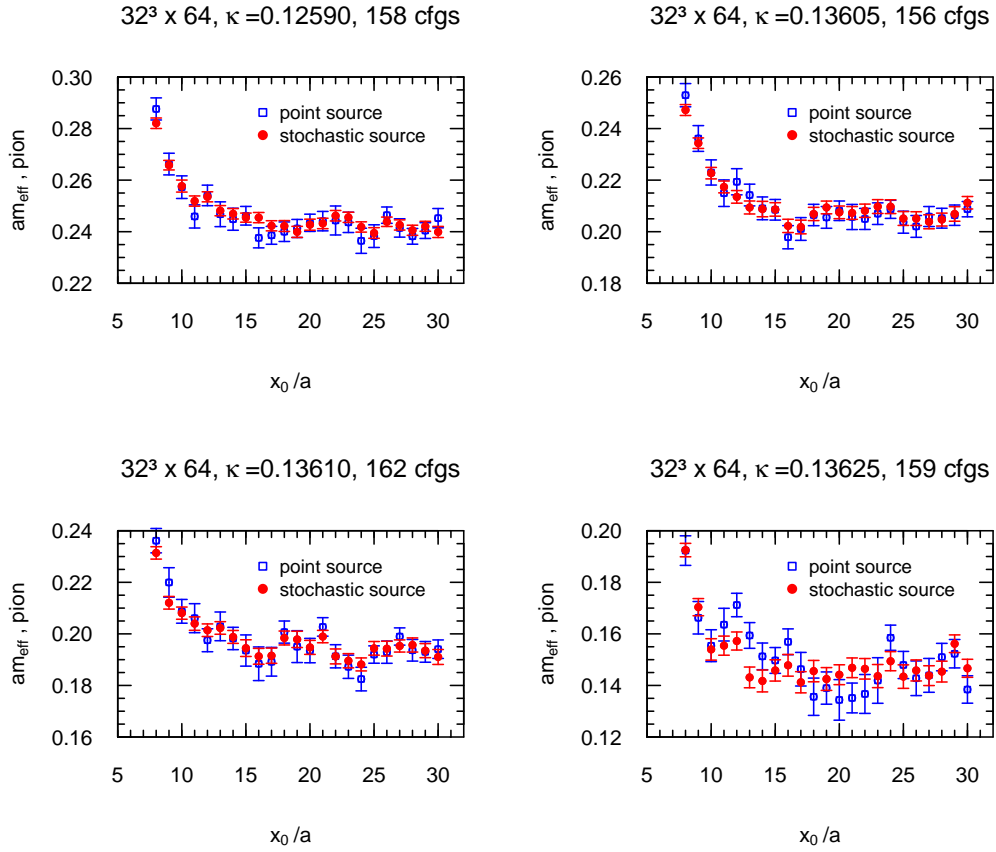 32³ x 64, κ =0.12590, 158 cfgs
am_eff , pion
0.30
0.28
0.26
0.24
0.22
point source
stochastic source
5 10 15 20 25 30
x_0 /a
32³ x 64, κ =0.13605, 156 cfgs
am_eff , pion
0.26
0.24
0.22
0.20
0.18
point source
stochastic source
5 10 15 20 25 30
x_0 /a
32³ x 64, κ =0.13610, 162 cfgs
am_eff, pion
0.24
0.22
0.20
0.18
0.16
point source
stochastic source
5 10 15 20 25 30
x_0 /a
32³ x 64, κ =0.13625, 159 cfgs
am_eff, pion
0.20
0.18
0.16
0.14
0.12
point source
stochastic source
5 10 15 20 25 30
x_0 /a